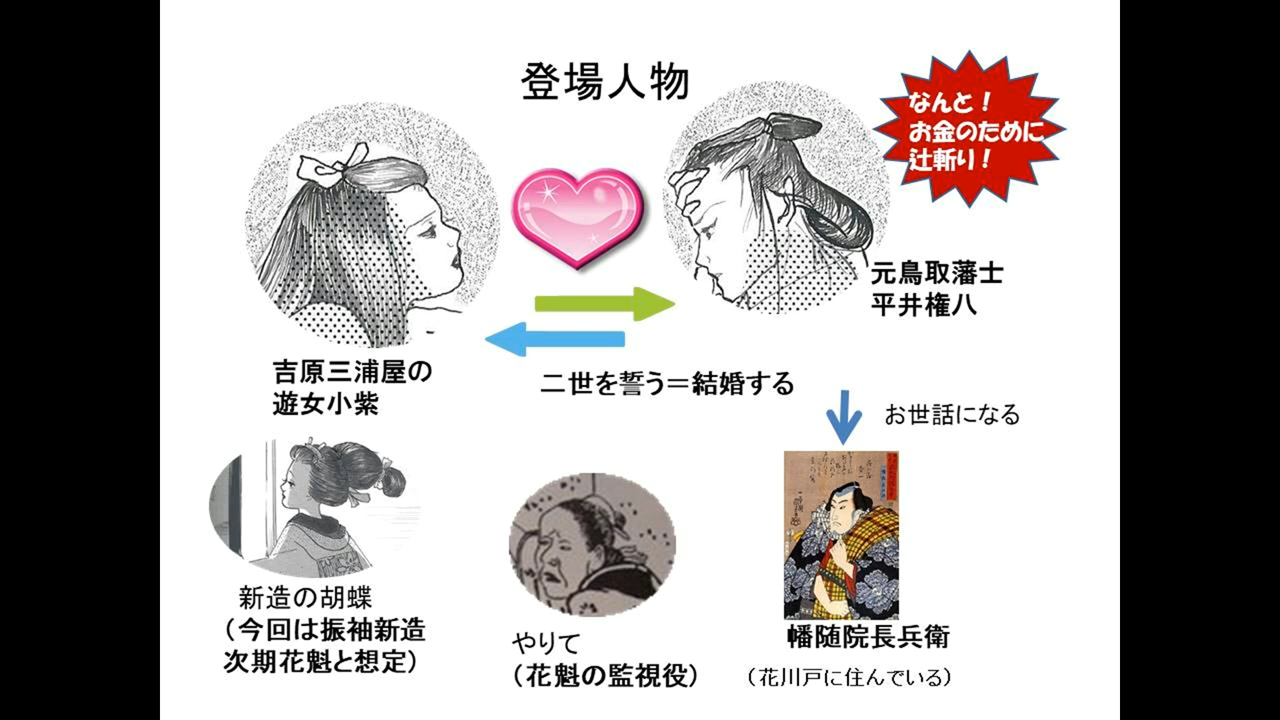 登場人物
なんと！
お金のために
辻斬り！
元鳥取藩士
平井権八
吉原三浦屋の
遊女小紫
二世を誓う＝結婚する
お世話になる
新造の胡蝶
（今回は振袖新造
次期花魁と想定）
やりて
（花魁の監視役）
幡随院長兵衛
（花川戸に住んでいる）